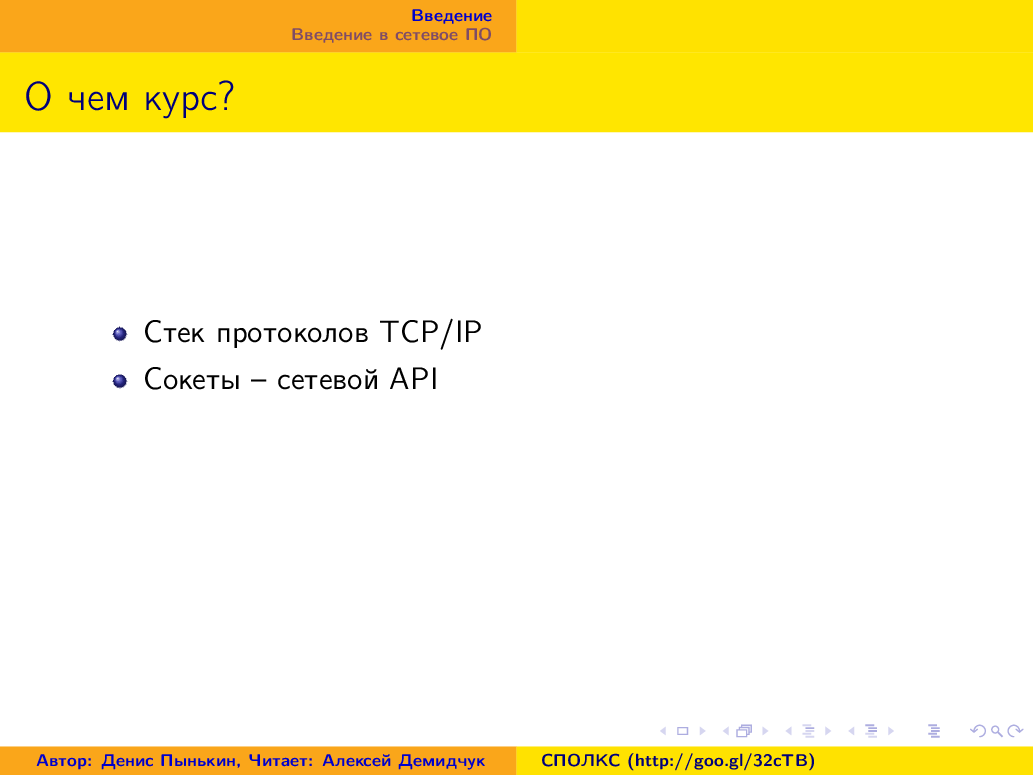 Введение
Введение в сетевое ПО
О чем курс?
Стек протоколов TCP/IP
Сокеты – сетевой API
Автор: Денис Пынькин, Читает: Алексей Демидчук
СПОЛКС (http://goo.gl/32cTB)